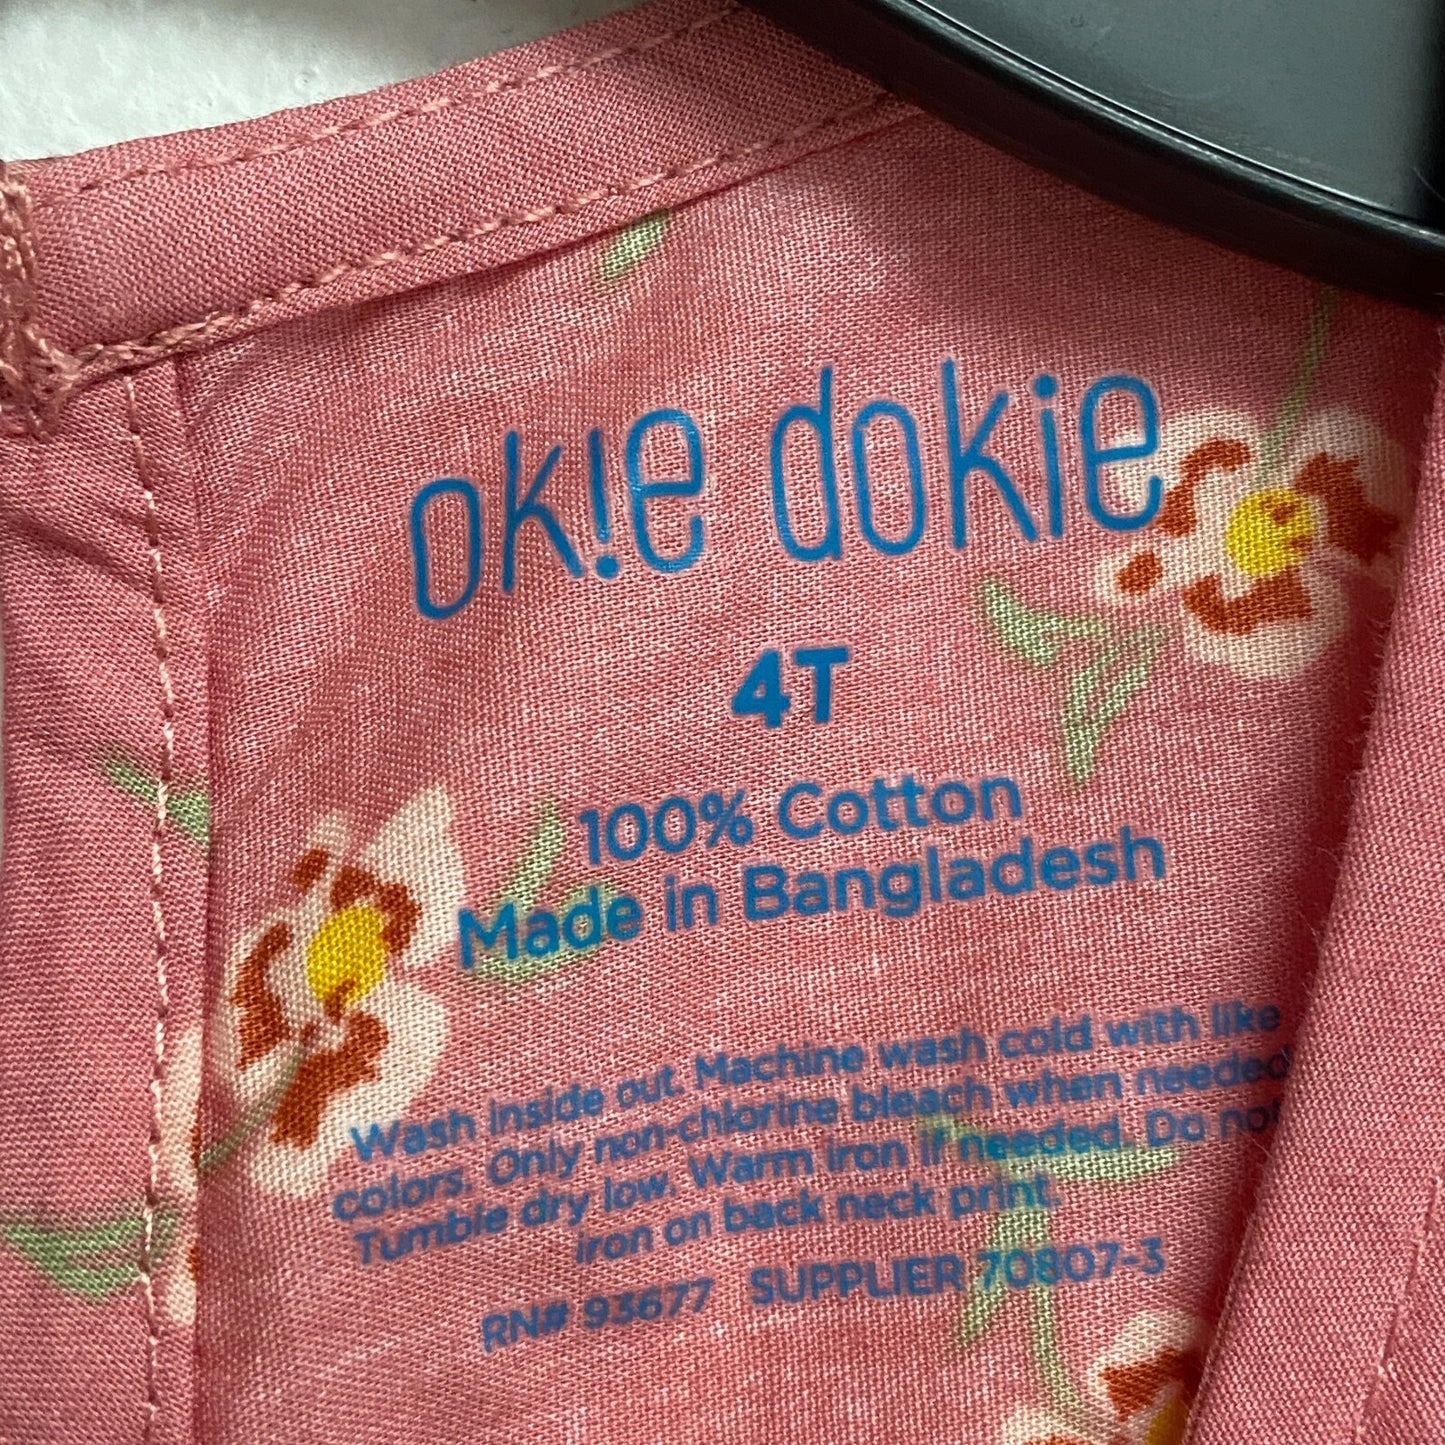 ok!e dokie
4T
100% Cotton
Made in Bangladesh
Wash inside out. Machine wash cold with like
colors. Only non-chlorine bleach when needed.
Tumble dry low. Warm iron if needed. Do not
iron on back neck print.
RN# 93677 SUPPLIER 70807-3